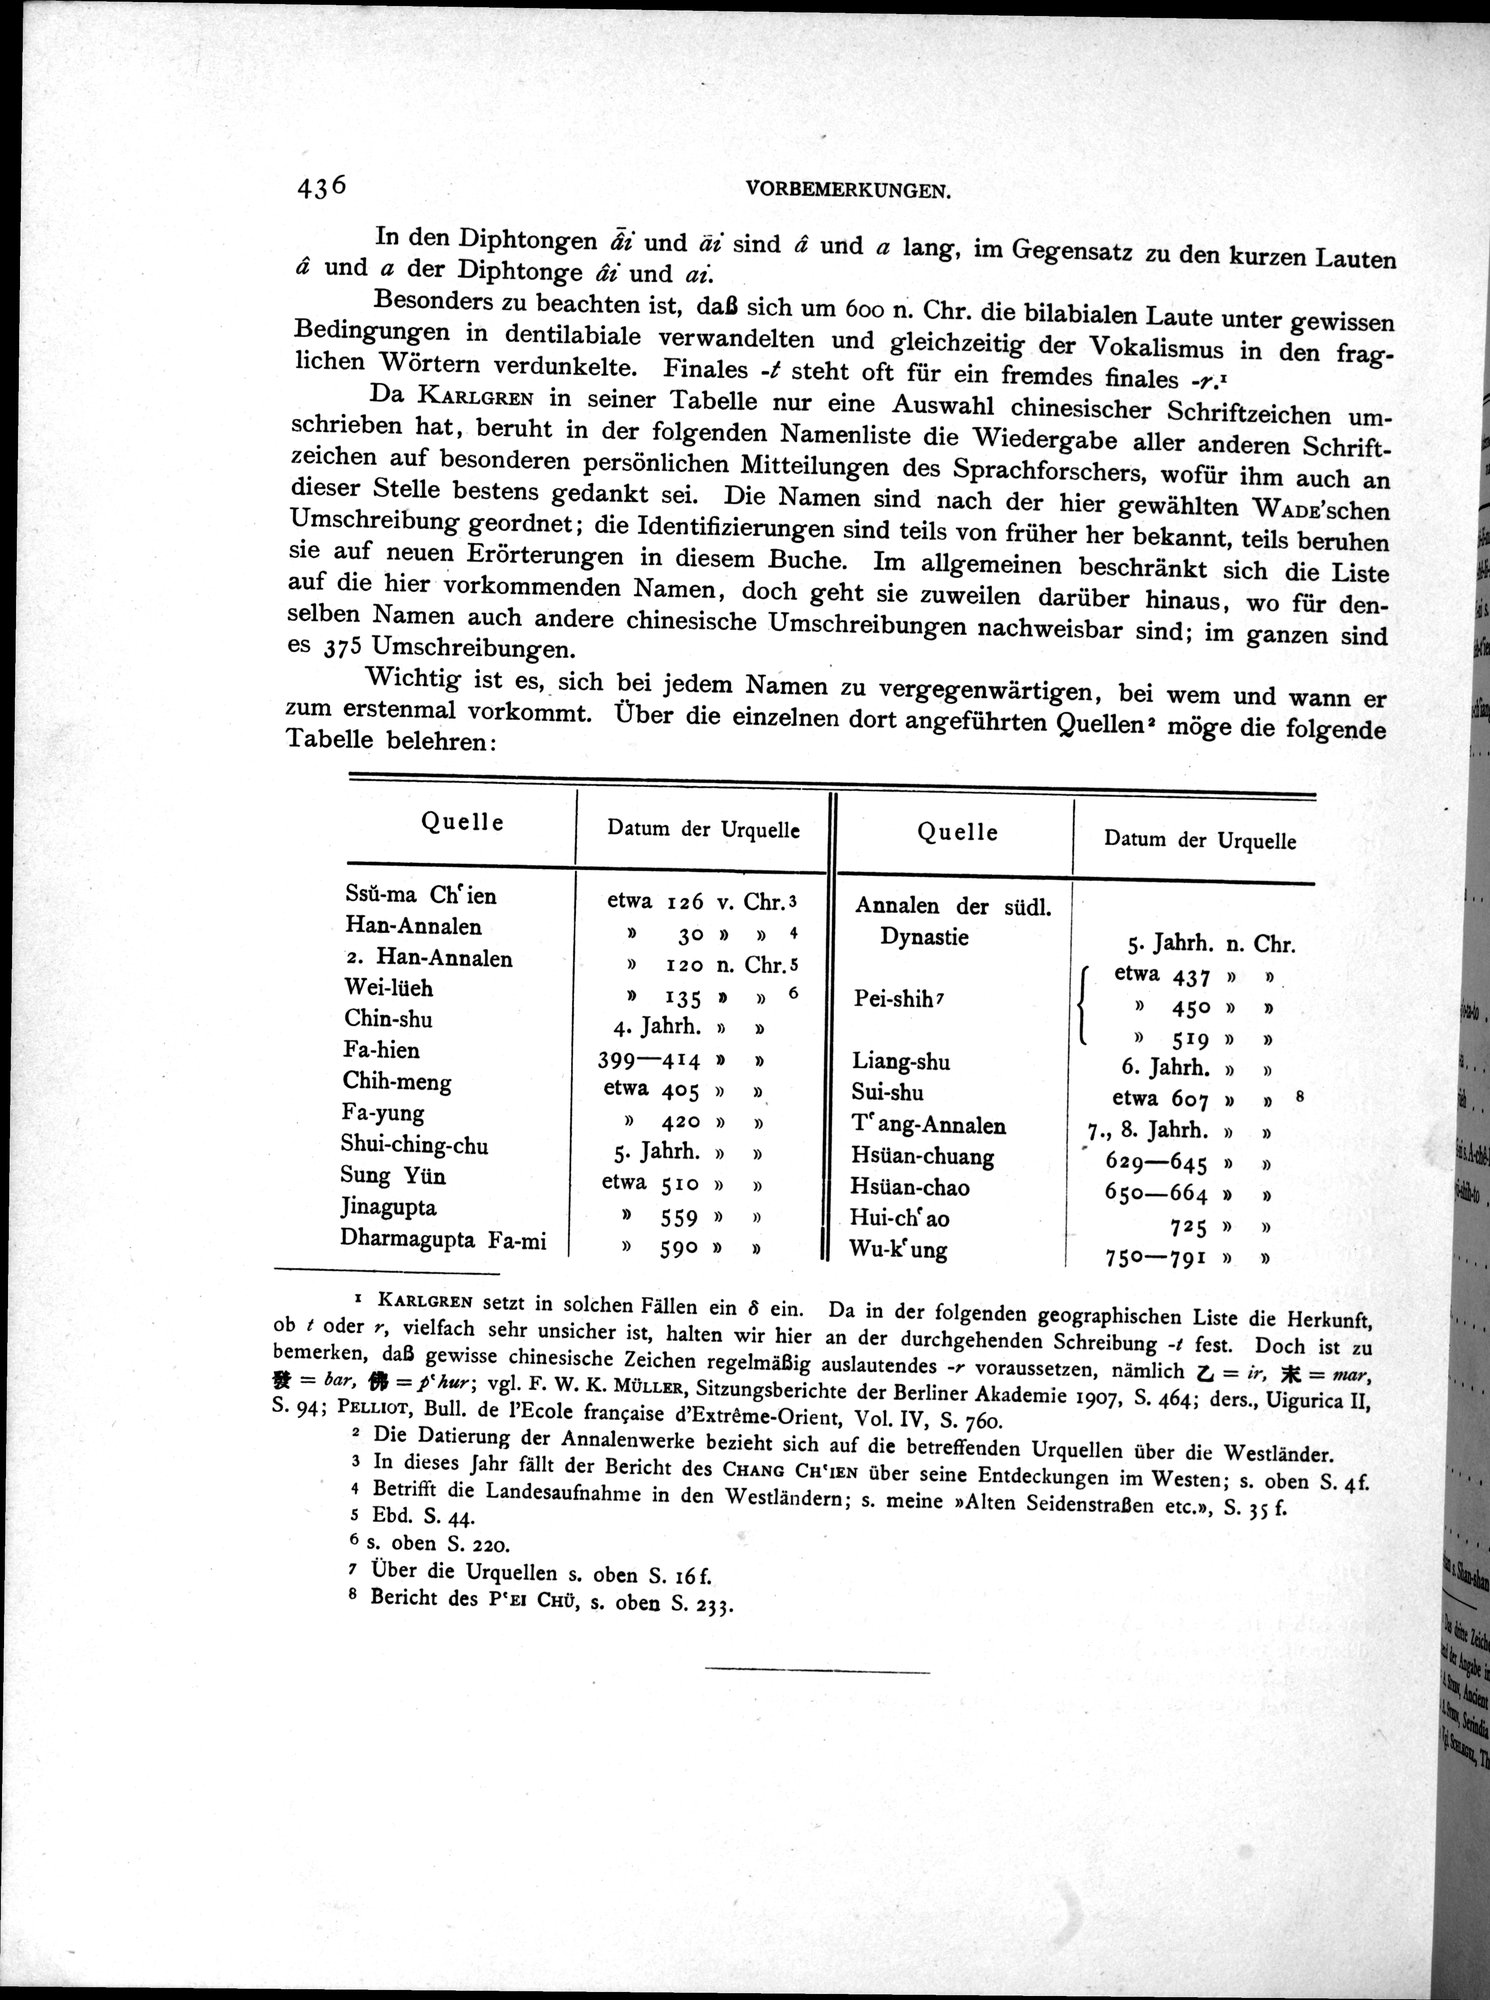 436
VORBEMERKUNGEN.
In den Diphtongen â̄i und āi sind â und a lang, im Gegensatz zu den kurzen Lauten
â und a der Diphtonge âi und ai.
Besonders zu beachten ist, daß sich um 600 n. Chr. die bilabialen Laute unter gewissen
Bedingungen in dentilabiale verwandelten und gleichzeitig der Vokalismus in den frag-
lichen Wörtern verdunkelte. Finales -t steht oft für ein fremdes finales -r.¹
Da KARLGREN in seiner Tabelle nur eine Auswahl chinesischer Schriftzeichen um-
schrieben hat, beruht in der folgenden Namenliste die Wiedergabe aller anderen Schrift-
zeichen auf besonderen persönlichen Mitteilungen des Sprachforschers, wofür ihm auch an
dieser Stelle bestens gedankt sei. Die Namen sind nach der hier gewählten WADE'schen
Umschreibung geordnet; die Identifizierungen sind teils von früher her bekannt, teils beruhen
sie auf neuen Erörterungen in diesem Buche. Im allgemeinen beschränkt sich die Liste
auf die hier vorkommenden Namen, doch geht sie zuweilen darüber hinaus, wo für den-
selben Namen auch andere chinesische Umschreibungen nachweisbar sind; im ganzen sind
es 375 Umschreibungen.
Wichtig ist es, sich bei jedem Namen zu vergegenwärtigen, bei wem und wann er
zum erstenmal vorkommt. Über die einzelnen dort angeführten Quellen² möge die folgende
Tabelle belehren:
Quelle Datum der Urquelle
Ssŭ-ma Chʻien etwa 126 v. Chr.³
Han-Annalen » 30 » » ⁴
2. Han-Annalen » 120 n. Chr.⁵
Wei-lüeh » 135 » » ⁶
Chin-shu 4. Jahrh. » »
Fa-hien 399—414 » »
Chih-meng etwa 405 » »
Fa-yung » 420 » »
Shui-ching-chu 5. Jahrh. » »
Sung Yün etwa 510 » »
Jinagupta » 559 » »
Dharmagupta Fa-mi » 590 » »
Quelle Datum der Urquelle
Annalen der südl.
Dynastie 5. Jahrh. n. Chr.
etwa 437 » »
Pei-shih⁷ » 450 » »
» 519 » »
Liang-shu 6. Jahrh. » »
Sui-shu etwa 607 » » ⁸
Tʻang-Annalen 7., 8. Jahrh. » »
Hsüan-chuang 629—645 » »
Hsüan-chao 650—664 » »
Hui-chʻao 725 » »
Wu-kʻung 750—791 » »
¹ KARLGREN setzt in solchen Fällen ein δ ein. Da in der folgenden geographischen Liste die Herkunft,
ob t oder r, vielfach sehr unsicher ist, halten wir hier an der durchgehenden Schreibung -t fest. Doch ist zu
bemerken, daß gewisse chinesische Zeichen regelmäßig auslautendes -r voraussetzen, nämlich 乙 = ir, 末 = mar,
發 = bar, 佛 = pʻhur; vgl. F. W. K. MÜLLER, Sitzungsberichte der Berliner Akademie 1907, S. 464; ders., Uigurica II,
S. 94; PELLIOT, Bull. de l'Ecole française d'Extrême-Orient, Vol. IV, S. 760.
² Die Datierung der Annalenwerke bezieht sich auf die betreffenden Urquellen über die Westländer.
³ In dieses Jahr fällt der Bericht des CHANG CHʻIEN über seine Entdeckungen im Westen; s. oben S. 4f.
⁴ Betrifft die Landesaufnahme in den Westländern; s. meine »Alten Seidenstraßen etc.», S. 35 f.
⁵ Ebd. S. 44.
⁶ s. oben S. 220.
⁷ Über die Urquellen s. oben S. 16f.
⁸ Bericht des PʻEI CHÜ, s. oben S. 233.